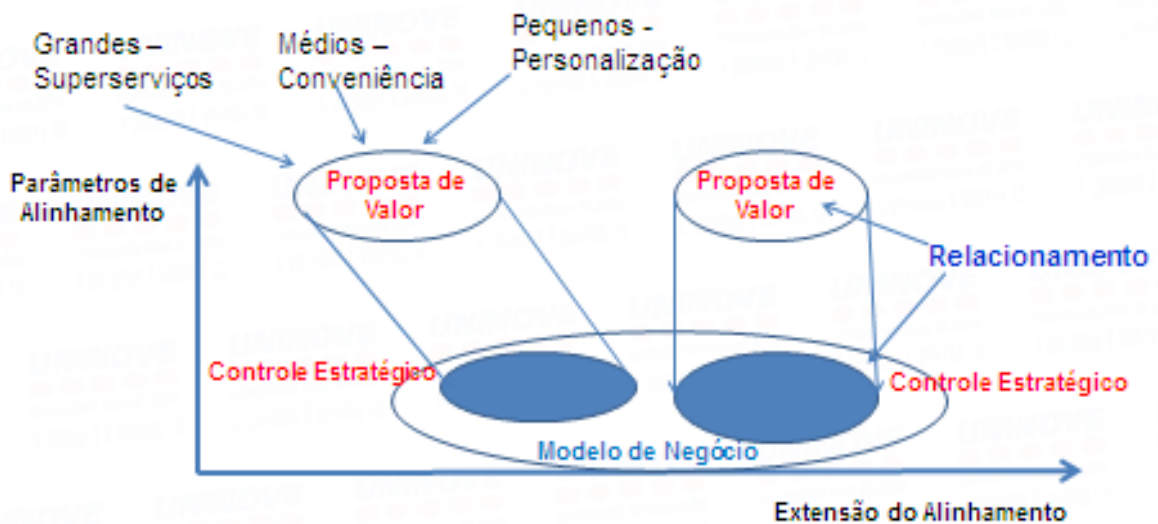 Grandes –
Superserviços
Médios –
Conveniência
Pequenos -
Personalização
Parâmetros de
Alinhamento
Proposta de
Valor
Proposta de
Valor
Relacionamento
Controle Estratégico
Controle Estratégico
Modelo de Negócio
Extensão do Alinhamento
UNINOVE